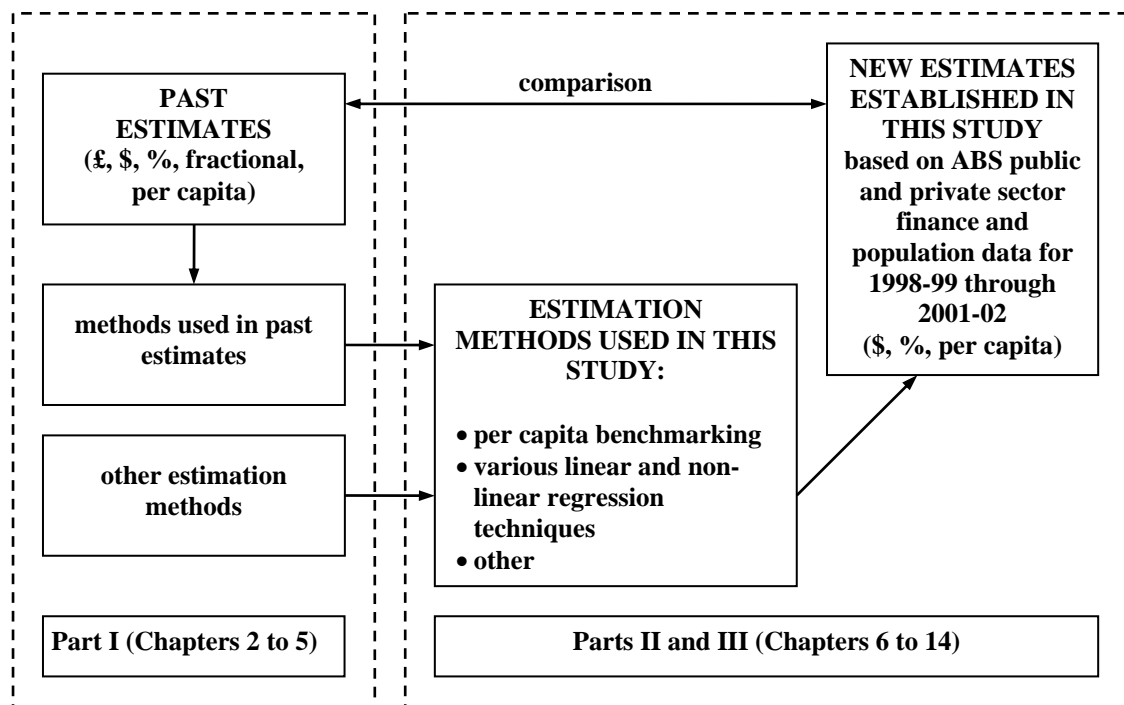 PAST
ESTIMATES
(£, $, %, fractional,
per capita)
comparison
NEW ESTIMATES
ESTABLISHED IN
THIS STUDY
based on ABS public
and private sector
finance and
population data for
1998-99 through
2001-02
($, %, per capita)
methods used in past
estimates
other estimation
methods
ESTIMATION
METHODS USED IN THIS
STUDY:
• per capita benchmarking
• various linear and non-
linear regression
techniques
• other
Part I (Chapters 2 to 5)
Parts II and III (Chapters 6 to 14)